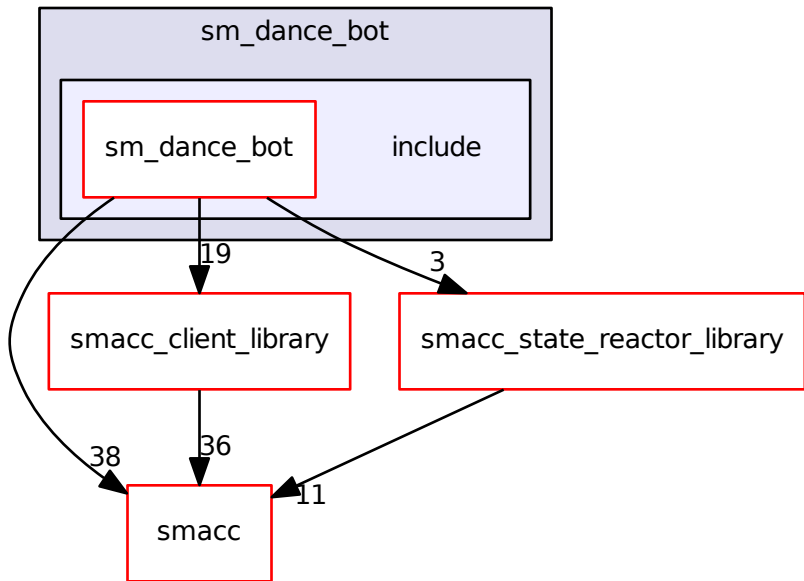 sm_dance_bot
sm_dance_bot
include
19
3
smacc_client_library
smacc_state_reactor_library
38
36
11
smacc